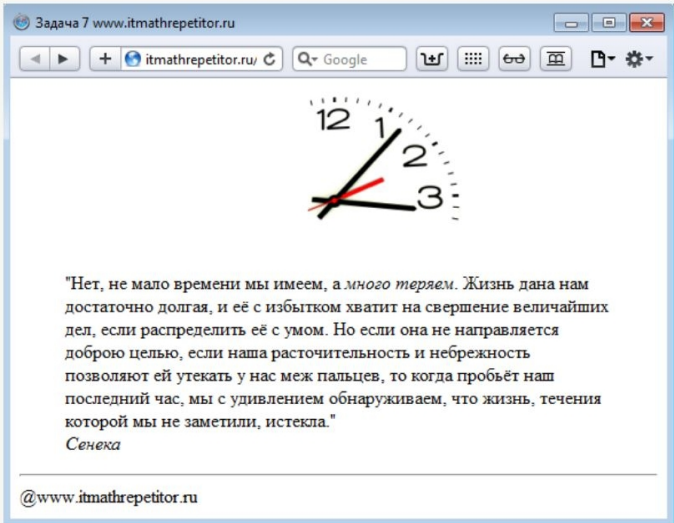 Задача 7 www.itmathrepetitor.ru
itmathrepetitor.ru/
Google
12
1
2
3
"Нет, не мало времени мы имеем, а много теряем. Жизнь дана нам
достаточно долгая, и её с избытком хватит на свершение величайших
дел, если распределить её с умом. Но если она не направляется
доброю целью, если наша расточительность и небрежность
позволяют ей утекать у нас меж пальцев, то когда пробьёт наш
последний час, мы с удивлением обнаруживаем, что жизнь, течения
которой мы не заметили, истекла."
Сенека
@www.itmathrepetitor.ru